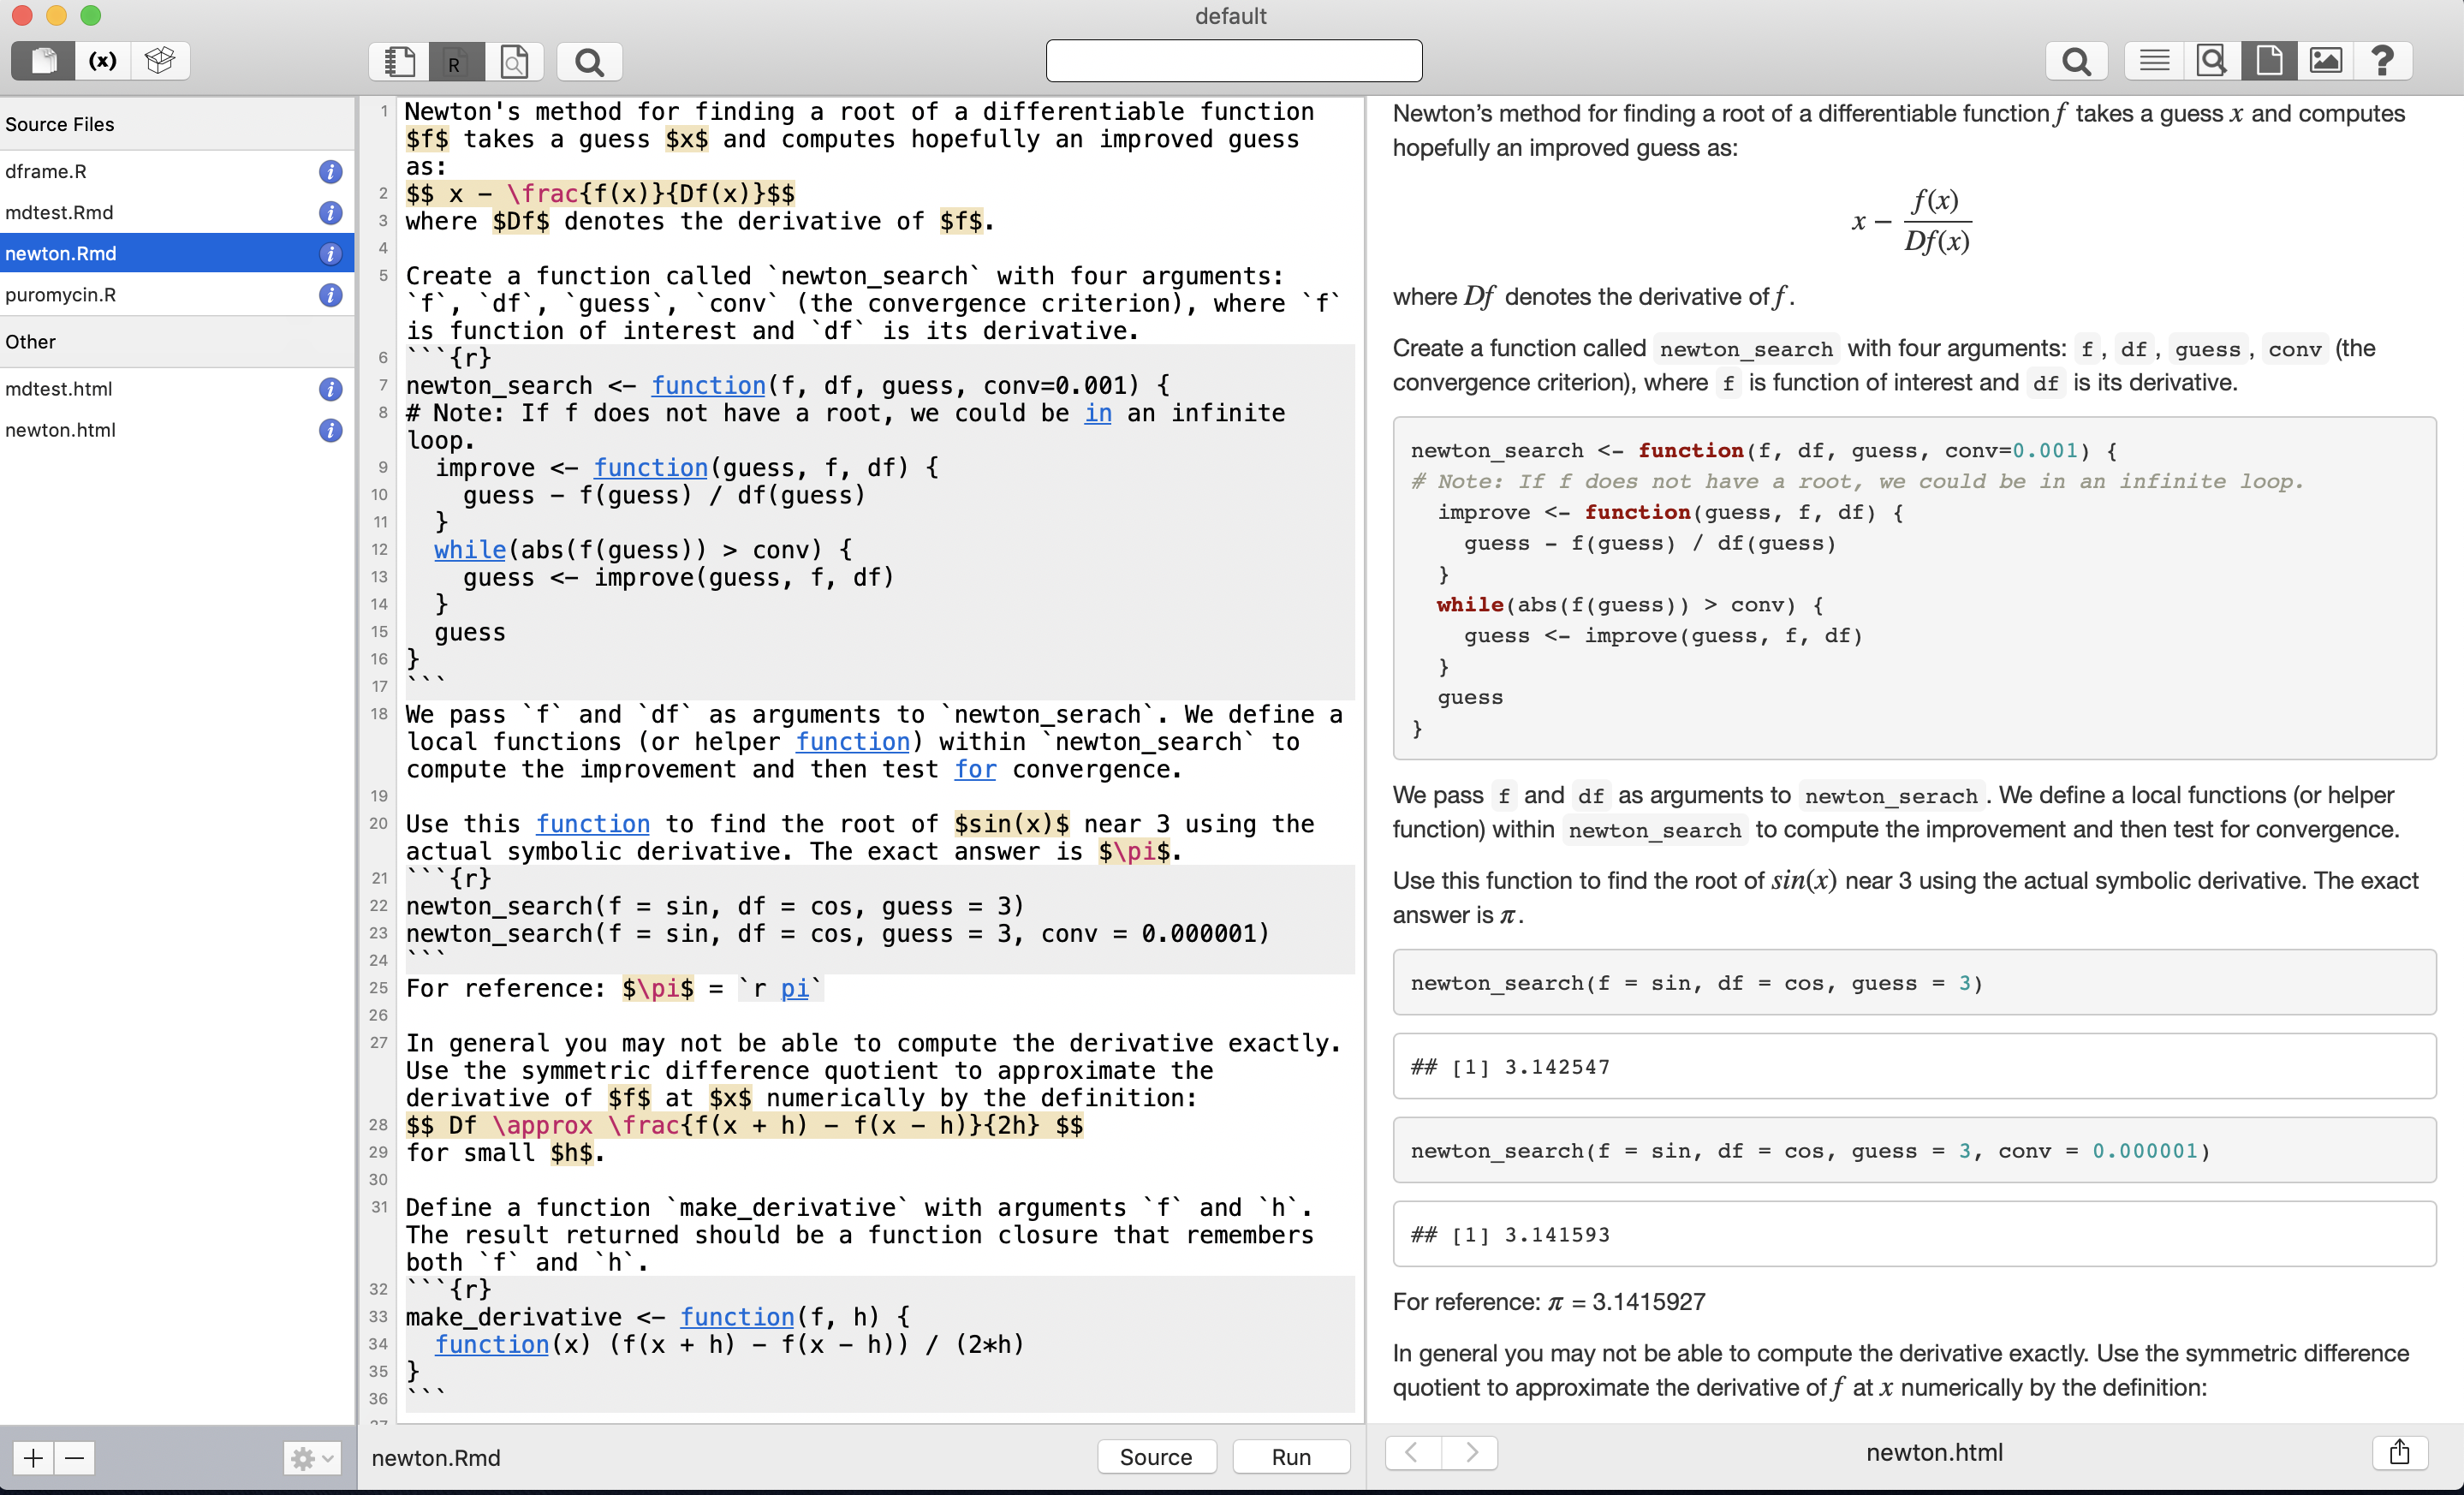 default
(x)
R
?
Source Files
dframe.R
mdtest.Rmd
newton.Rmd
puromycin.R
Other
mdtest.html
newton.html
1 Newton's method for finding a root of a differentiable function
$f$ takes a guess $x$ and computes hopefully an improved guess
as:
2 $$ x - \frac{f(x)}{Df(x)}$$
3 where $Df$ denotes the derivative of $f$.
4
5 Create a function called `newton_search` with four arguments:
`f`, `df`, `guess`, `conv` (the convergence criterion), where `f`
is function of interest and `df` is its derivative.
6 ```{r}
7 newton_search <- function(f, df, guess, conv=0.001) {
8 # Note: If f does not have a root, we could be in an infinite
loop.
9 improve <- function(guess, f, df) {
10 guess - f(guess) / df(guess)
11 }
12 while(abs(f(guess)) > conv) {
13 guess <- improve(guess, f, df)
14 }
15 guess
16 }
17 ```
18 We pass `f` and `df` as arguments to `newton_serach`. We define a
local functions (or helper function) within `newton_search` to
compute the improvement and then test for convergence.
19
20 Use this function to find the root of $sin(x)$ near 3 using the
actual symbolic derivative. The exact answer is $\pi$.
21 ```{r}
22 newton_search(f = sin, df = cos, guess = 3)
23 newton_search(f = sin, df = cos, guess = 3, conv = 0.000001)
24 ```
25 For reference: $\pi$ = `r pi`
26
27 In general you may not be able to compute the derivative exactly.
Use the symmetric difference quotient to approximate the
derivative of $f$ at $x$ numerically by the definition:
28 $$ Df \approx \frac{f(x + h) - f(x - h)}{2h} $$
29 for small $h$.
30
31 Define a function `make_derivative` with arguments `f` and `h`.
The result returned should be a function closure that remembers
both `f` and `h`.
32 ```{r}
33 make_derivative <- function(f, h) {
34 function(x) (f(x + h) - f(x - h)) / (2*h)
35 }
36 ```
37
newton.Rmd
Source
Run
Newton’s method for finding a root of a differentiable function f takes a guess x and computes
hopefully an improved guess as:
x − f(x)
Df(x)
where Df denotes the derivative of f.
Create a function called newton_search with four arguments: f, df, guess, conv (the
convergence criterion), where f is function of interest and df is its derivative.
newton_search <- function(f, df, guess, conv=0.001) {
# Note: If f does not have a root, we could be in an infinite loop.
improve <- function(guess, f, df) {
guess - f(guess) / df(guess)
}
while(abs(f(guess)) > conv) {
guess <- improve(guess, f, df)
}
guess
}
We pass f and df as arguments to newton_serach. We define a local functions (or helper
function) within newton_search to compute the improvement and then test for convergence.
Use this function to find the root of sin(x) near 3 using the actual symbolic derivative. The exact
answer is π.
newton_search(f = sin, df = cos, guess = 3)
## [1] 3.142547
newton_search(f = sin, df = cos, guess = 3, conv = 0.000001)
## [1] 3.141593
For reference: π = 3.1415927
In general you may not be able to compute the derivative exactly. Use the symmetric difference
quotient to approximate the derivative of f at x numerically by the definition:
newton.html